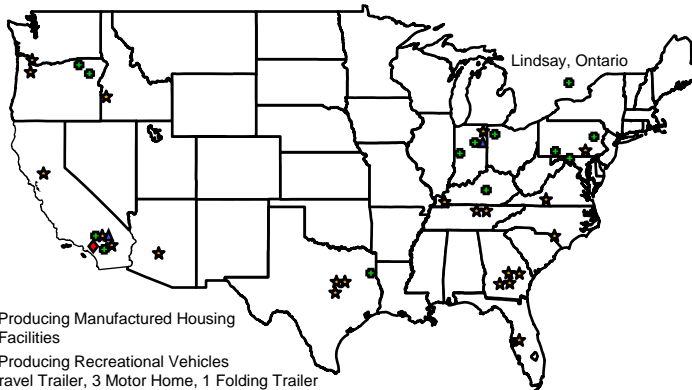 Lindsay, Ontario
Producing Manufactured Housing
Facilities
Producing Recreational Vehicles
ravel Trailer, 3 Motor Home, 1 Folding Trailer